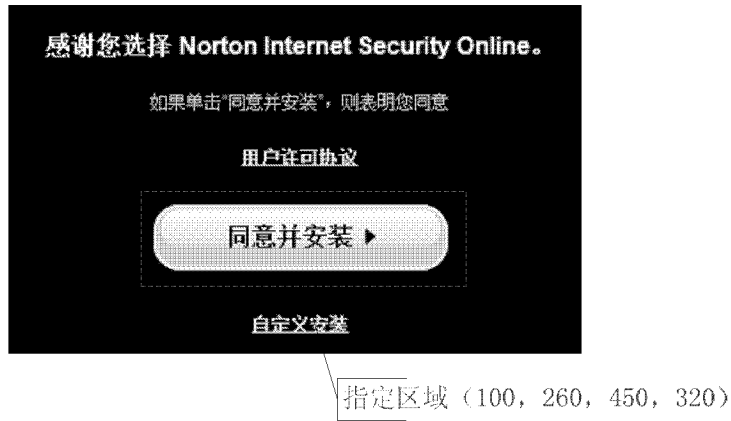 感谢您选择 Norton Internet Security Online。
如果单击"同意并安装"，则表明您同意
用户许可协议
同意并安装
自定义安装
指定区域（100，260，450，320）